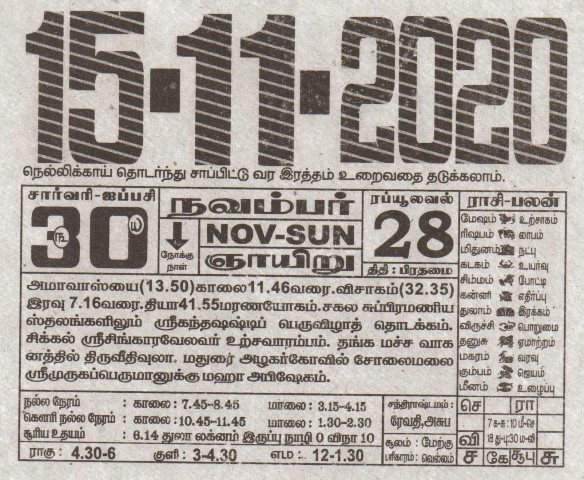 15-11-2020
நெல்லிக்காய் தொடர்ந்து சாப்பிட்டு வர இரத்தம் உறைவதை தடுக்கலாம்.
சார்வரி-ஐப்பசி
30
நவம்பர்
நோக்கு
நாள்
NOV-SUN
ஞாயிறு
ரப்யூலவல்
28
திதி : பிரதமை
ராசி-பலன்
மேஷம் உற்சாகம்
ரிஷபம் லாபம்
மிதுனம் நட்பு
கடகம் உயர்வு
சிம்மம் போட்டி
கன்னி எதிர்ப்பு
துலாம் இரக்கம்
விருச்சி பொறுமை
தனுசு ஏமாற்றம்
மகரம் வரவு
கும்பம் ஜெயம்
மீனம் உழைப்பு
அமாவாஸ்யை(13.50)காலை11.46வரை.விசாகம்(32.35)
இரவு 7.16வரை.தியா41.55மரணயோகம்.சகல சுப்பிரமணிய
ஸ்தலங்களிலும் ஸ்ரீகந்தஷஷ்டிப் பெருவிழாத் தொடக்கம்.
சிக்கல் ஸ்ரீசிங்காரவேலவர் உற்சவாரம்பம். தங்க மச்ச வாக
னத்தில் திருவீதிவுலா. மதுரை அழகர்கோவில் சோலைமலை
ஸ்ரீமுருகப்பெருமானுக்கு மஹா அபிஷேகம்.
நல்ல நேரம் : காலை : 7.45-8.45 மாலை : 3.15-4.15
கௌரி நல்ல நேரம் : காலை : 10.45-11.45 மாலை : 1.30-2.30
சூரிய உதயம் : 6.14 துலா லக்னம் இருப்பு நாழி 0 விநா 10
ராகு : 4.30-6 குளி : 3-4.30 எம : 12-1.30
சந்திராஷ்டமம் :
ரேவதி,அசுப
சூலம் : மேற்கு
பரிகாரம் : வெல்லம்
செ ரா
வி
ச கே சூபு சு